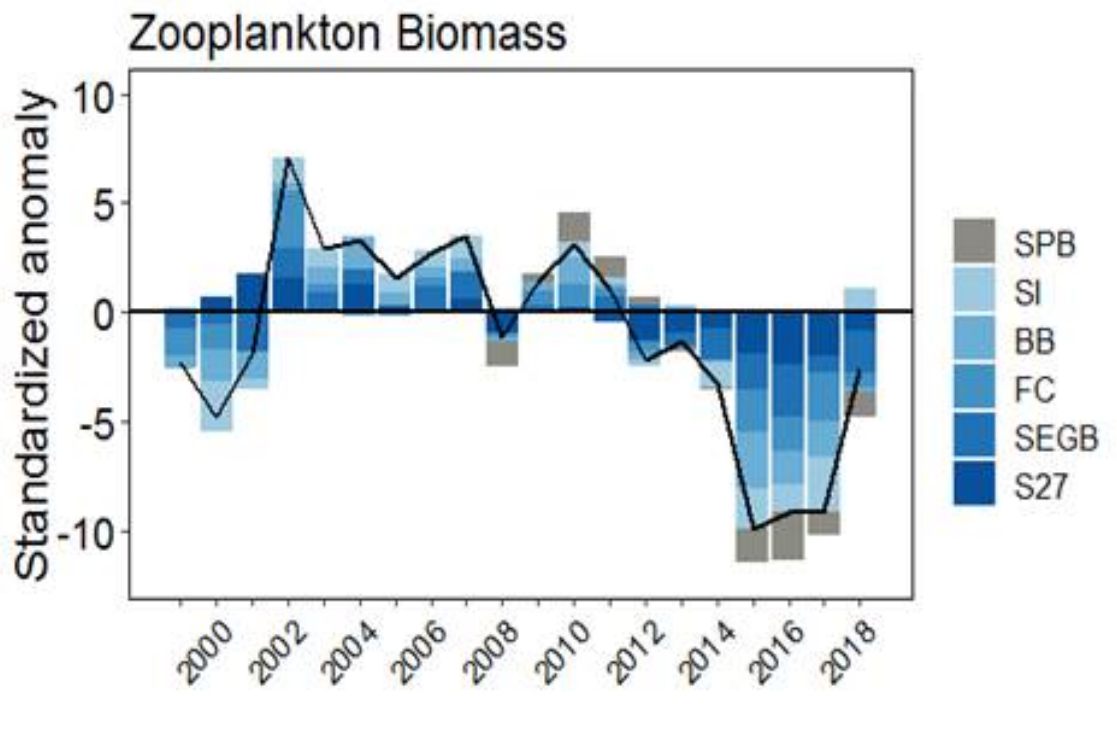 Zooplankton Biomass
Standardized anomaly
10
5
0
-5
-10
2000
2002
2004
2006
2008
2010
2012
2014
2016
2018
SPB
SI
BB
FC
SEGB
S27